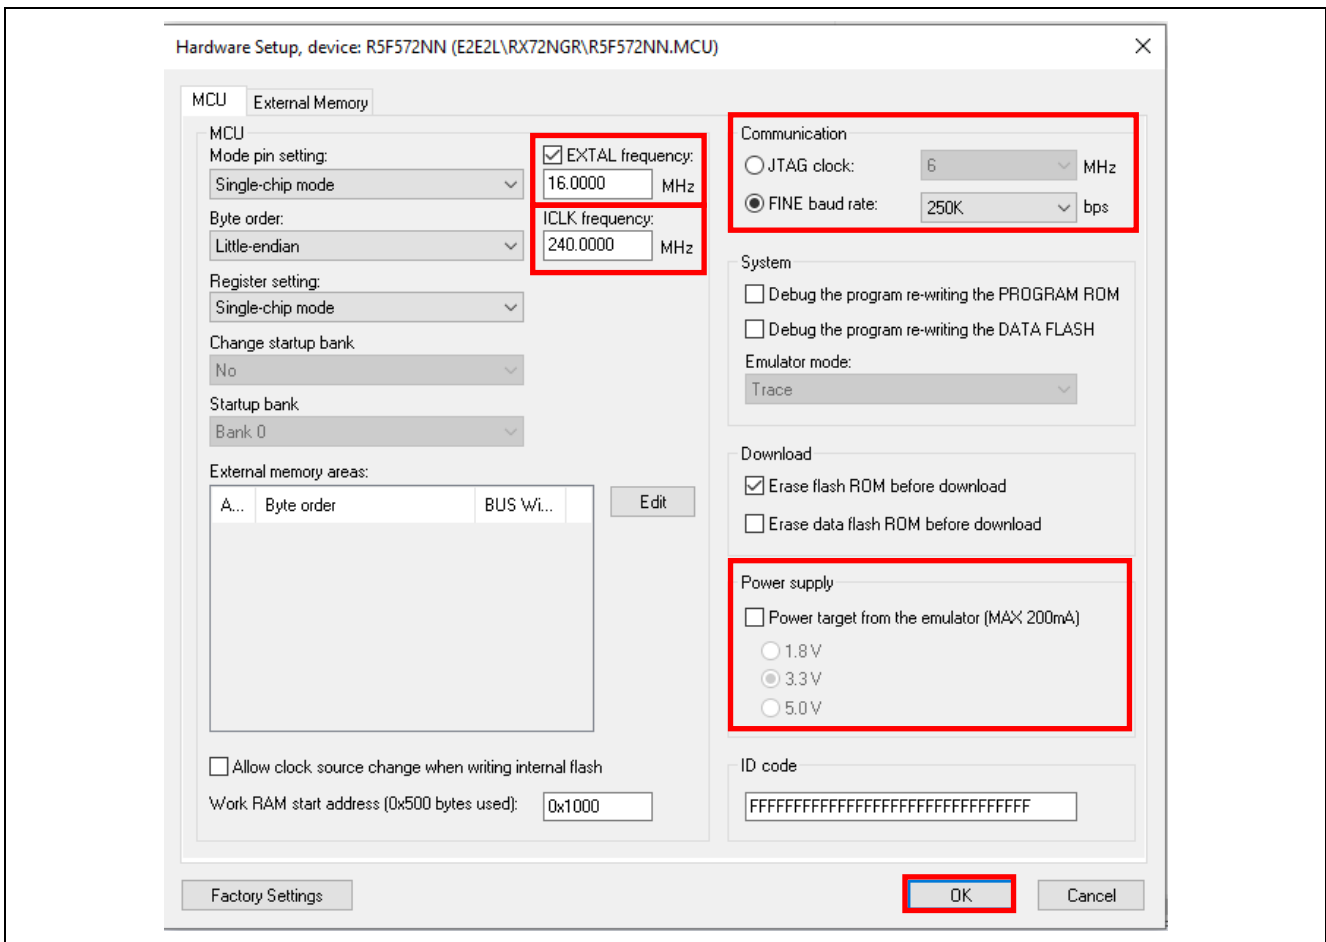 Hardware Setup, device: R5F572NN (E2E2L\RX72NGR\R5F572NN.MCU)
MCU
External Memory
MCU
Mode pin setting:
Single-chip mode
EXTAL frequency:
16.0000 MHz
Byte order:
Little-endian
ICLK frequency:
240.0000 MHz
Register setting:
Single-chip mode
Change startup bank
No
Startup bank
Bank 0
External memory areas:
A... Byte order BUS Wi...
Edit
Allow clock source change when writing internal flash
Work RAM start address (0x500 bytes used): 0x1000
Communication
JTAG clock: 6 MHz
FINE baud rate: 250K bps
System
Debug the program re-writing the PROGRAM ROM
Debug the program re-writing the DATA FLASH
Emulator mode:
Trace
Download
Erase flash ROM before download
Erase data flash ROM before download
Power supply
Power target from the emulator (MAX 200mA)
1.8 V
3.3 V
5.0 V
ID code
FFFFFFFFFFFFFFFFFFFFFFFFFFFFFFFF
Factory Settings
OK
Cancel